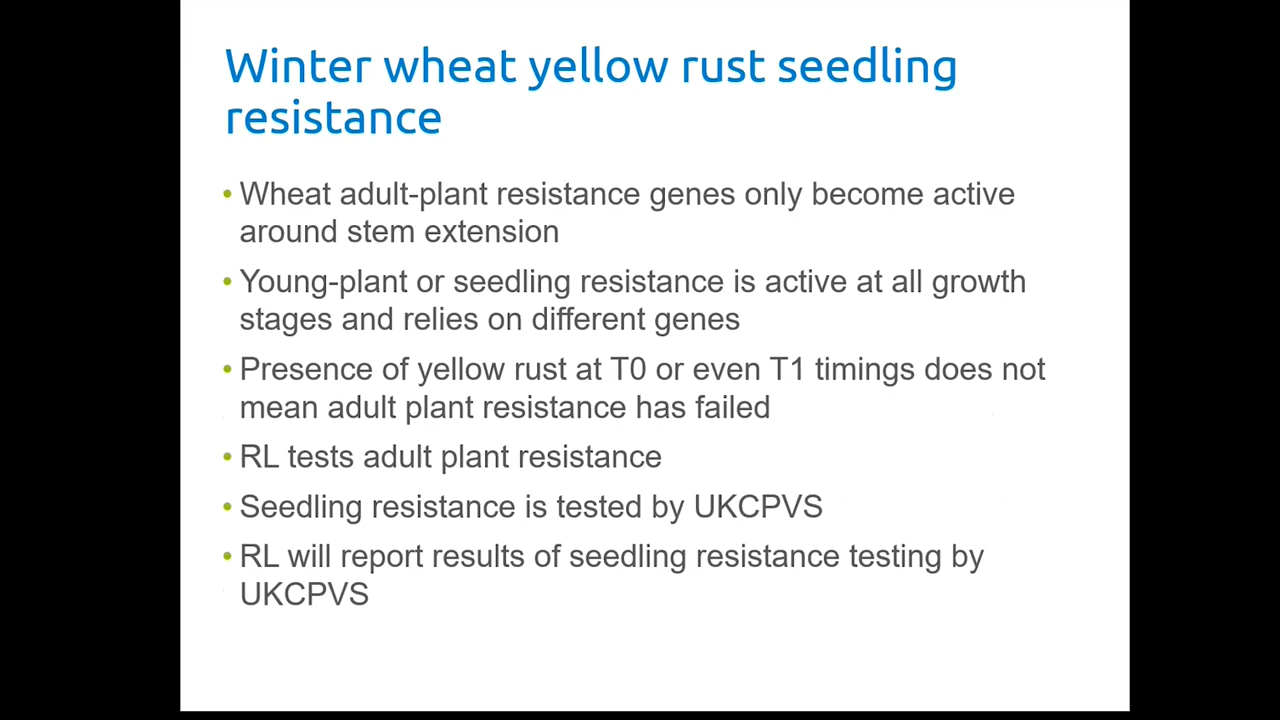 Winter wheat yellow rust seedling
resistance
• Wheat adult-plant resistance genes only become active
around stem extension
• Young-plant or seedling resistance is active at all growth
stages and relies on different genes
• Presence of yellow rust at T0 or even T1 timings does not
mean adult plant resistance has failed
• RL tests adult plant resistance
• Seedling resistance is tested by UKCPVS
• RL will report results of seedling resistance testing by
UKCPVS